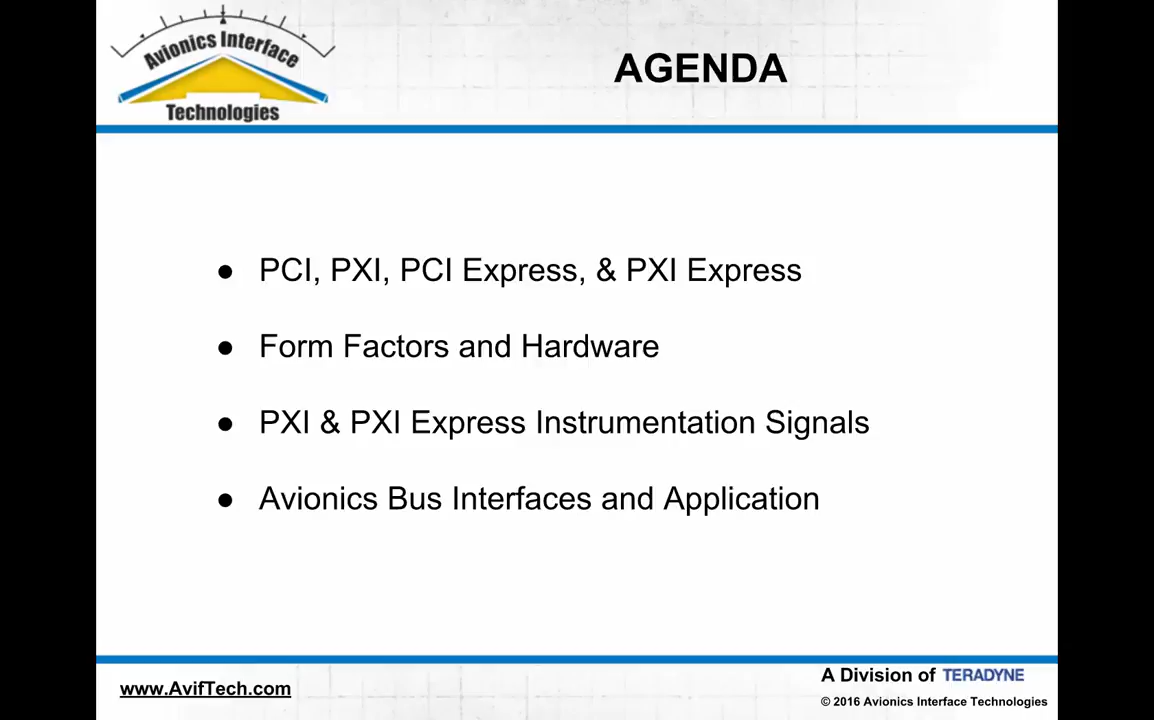 Avionics Interface
Technologies
AGENDA
● PCI, PXI, PCI Express, & PXI Express
● Form Factors and Hardware
● PXI & PXI Express Instrumentation Signals
● Avionics Bus Interfaces and Application
www.AvifTech.com
A Division of TERADYNE
© 2016 Avionics Interface Technologies